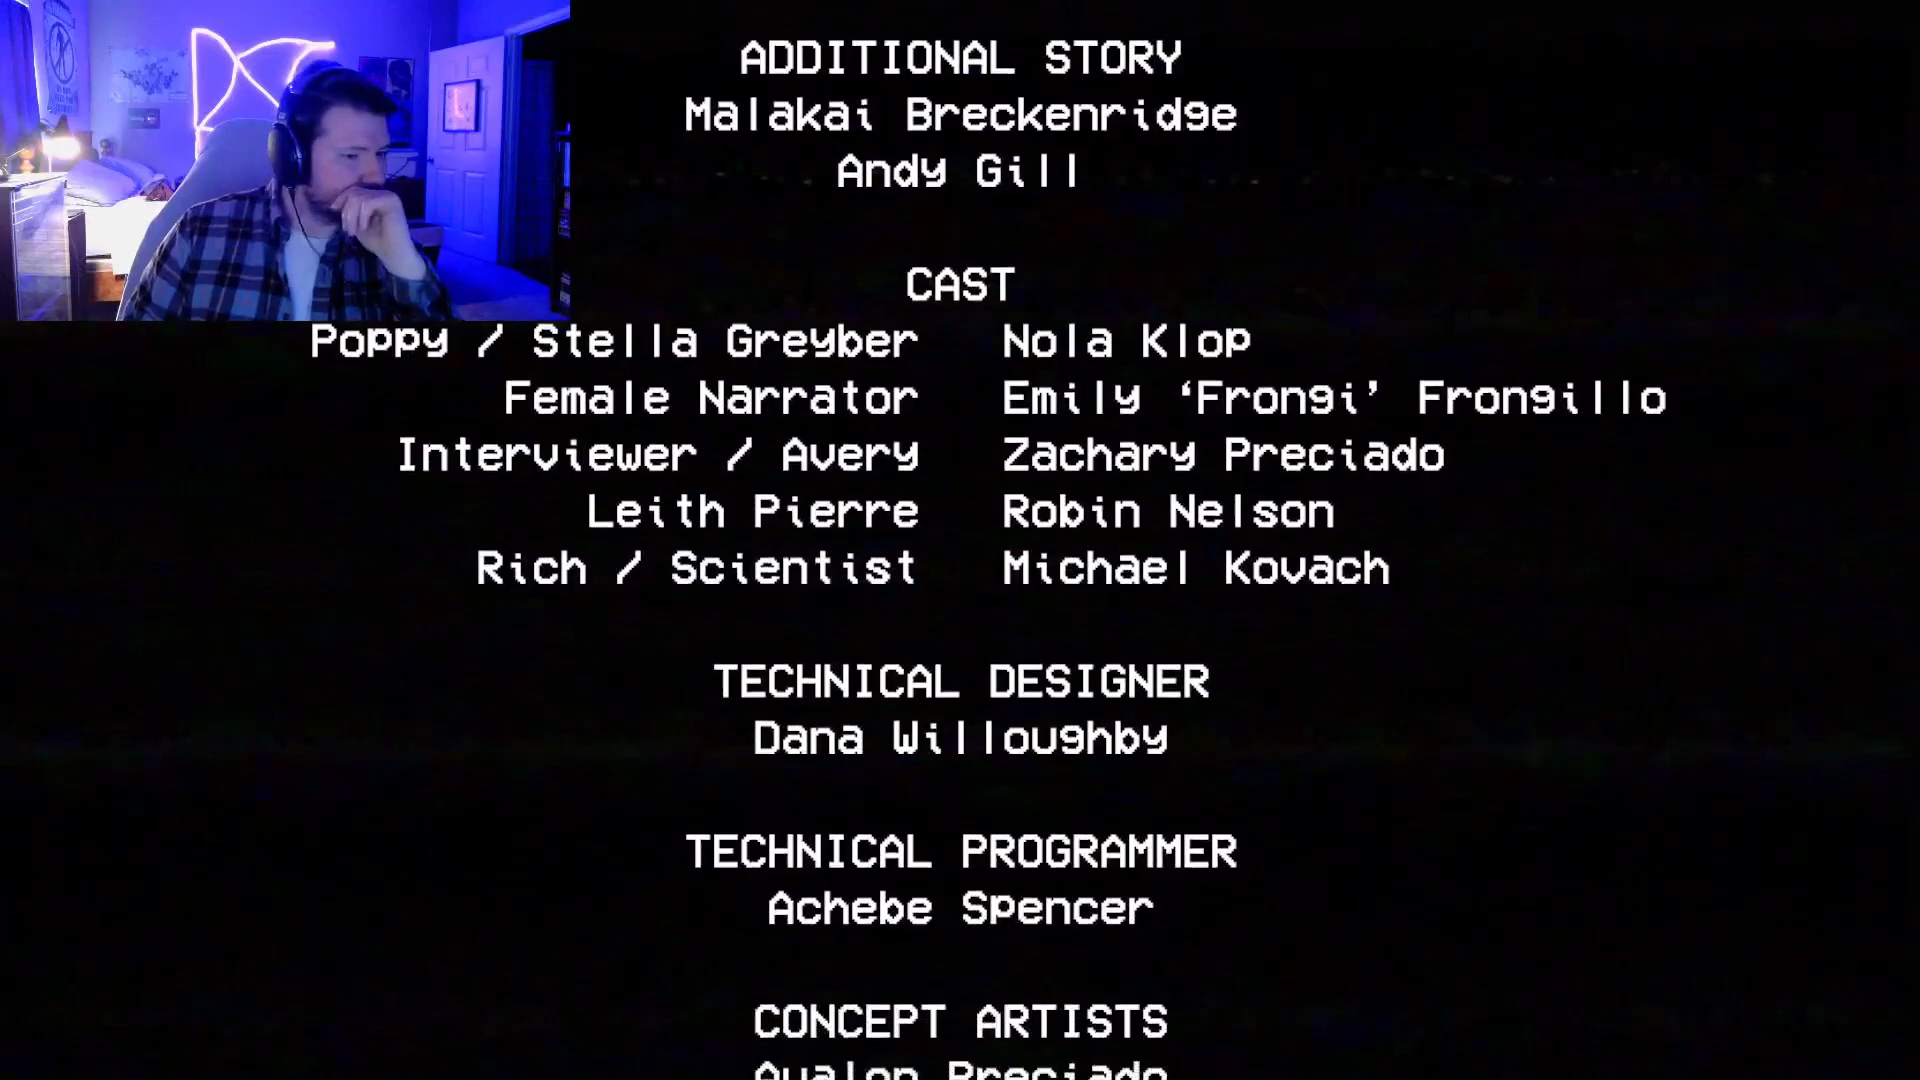 ADDITIONAL STORY
Malakai Breckenridge
Andy Gill
CAST
Poppy / Stella Greyber Nola Klop
Female Narrator Emily ‘Frongi’ Frongillo
Interviewer / Avery Zachary Preciado
Leith Pierre Robin Nelson
Rich / Scientist Michael Kovach
TECHNICAL DESIGNER
Dana Willoughby
TECHNICAL PROGRAMMER
Achebe Spencer
CONCEPT ARTISTS
Avalon Preciado